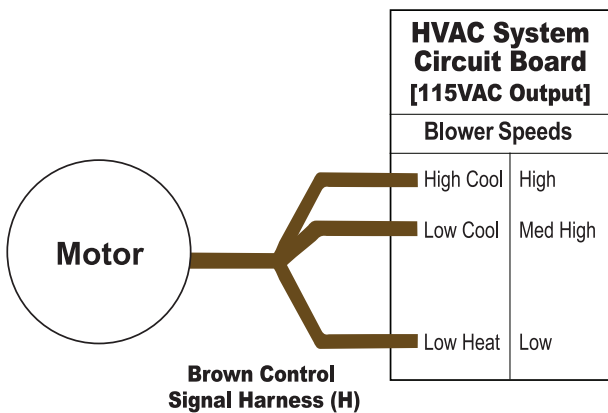 HVAC System
Circuit Board
[115VAC Output]
Blower Speeds
High Cool High
Low Cool Med High
Motor
Low Heat Low
Brown Control
Signal Harness (H)